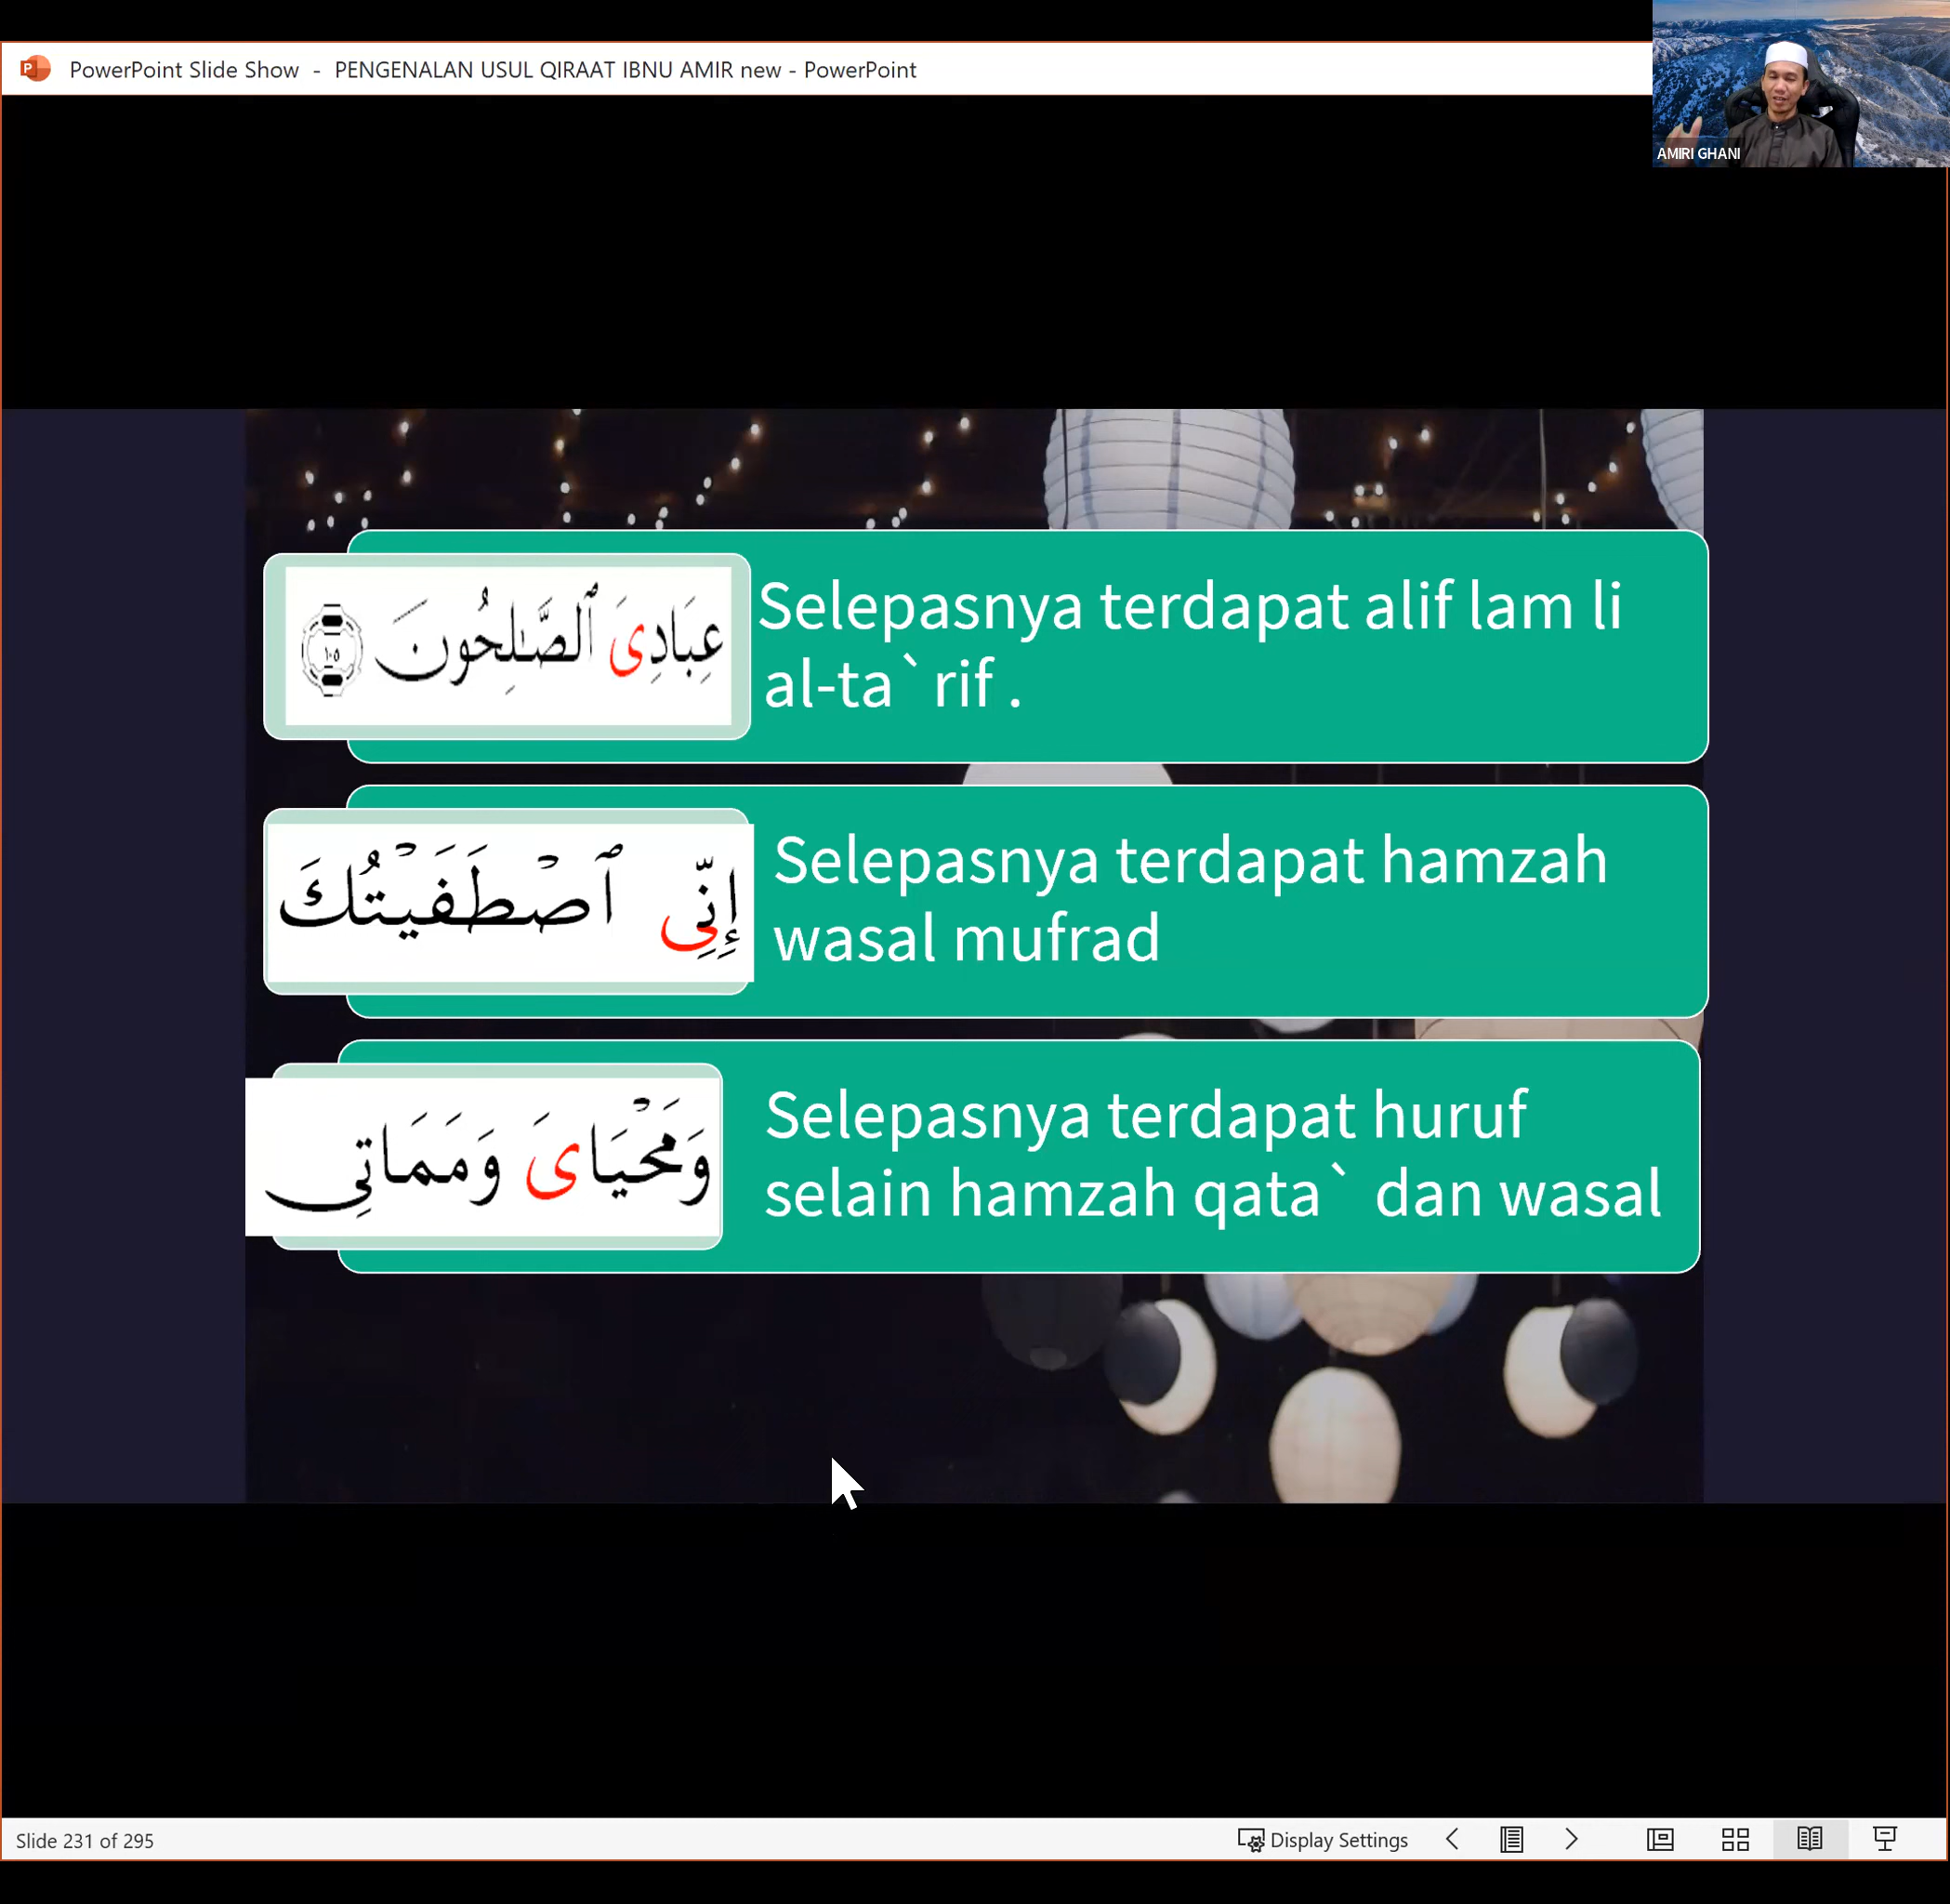 PowerPoint Slide Show - PENGENALAN USUL QIRAAT IBNU AMIR new - PowerPoint
AMIRI GHANI
عِبَادِىَ ٱلصَّـٰلِحُونَ ١٠٥
Selepasnya terdapat alif lam li
al-ta`rif .
إِنِّى ٱصْطَفَيْتُكَ
Selepasnya terdapat hamzah
wasal mufrad
وَمَحْيَاىَ وَمَمَاتِى
Selepasnya terdapat huruf
selain hamzah qata` dan wasal
Slide 231 of 295
Display Settings